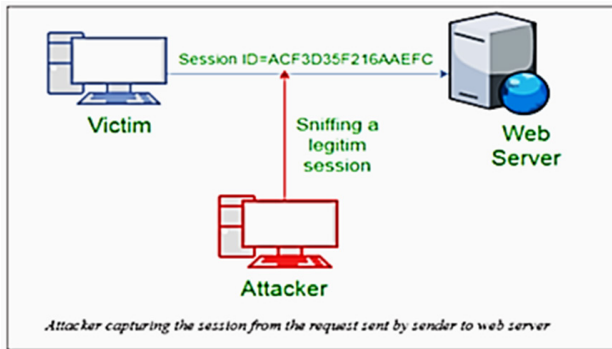 Session ID=ACF3D35F216AAEFC
Victim
Sniffing a
legitim
session
Web
Server
Attacker
Attacker capturing the session from the request sent by sender to web server